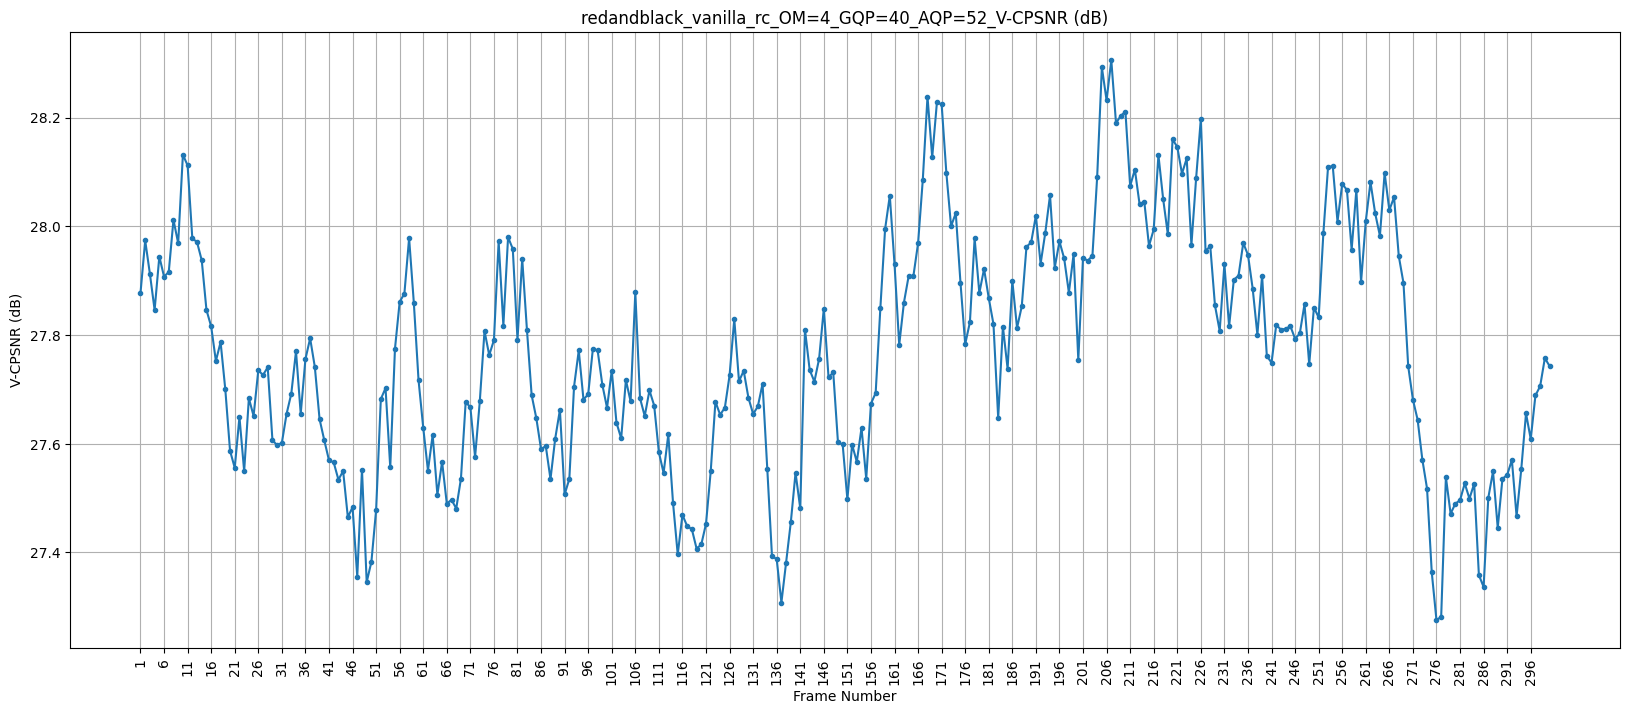 redandblack_vanilla_rc_OM=4_GQP=40_AQP=52_V-CPSNR (dB)
V-CPSNR (dB)
28.2
28.0
27.8
27.6
27.4
1 6 11 16 21 26 31 36 41 46 51 56 61 66 71 76 81 86 91 96 101 106 111 116 121 126 131 136 141 146 151 156 161 166 171 176 181 186 191 196 201 206 211 216 221 226 231 236 241 246 251 256 261 266 271 276 281 286 291 296
Frame Number